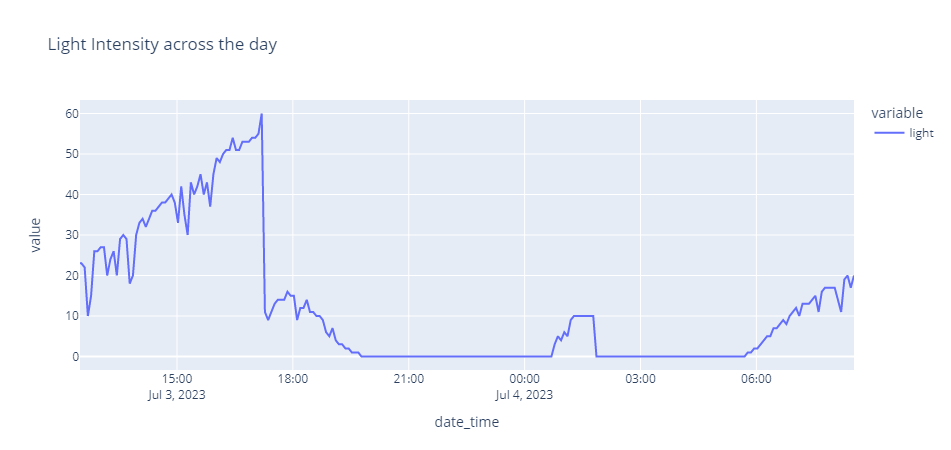 Light Intensity across the day
variable
light
value
60
50
40
30
20
10
0
15:00
Jul 3, 2023
18:00
21:00
00:00
Jul 4, 2023
03:00
06:00
date_time